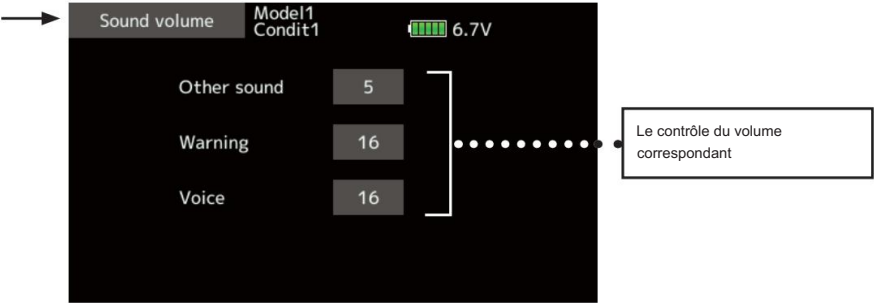 Sound volume
Model1
Condit1
6.7V
Other sound 5
Warning 16
Voice 16
Le contrôle du volume
correspondant